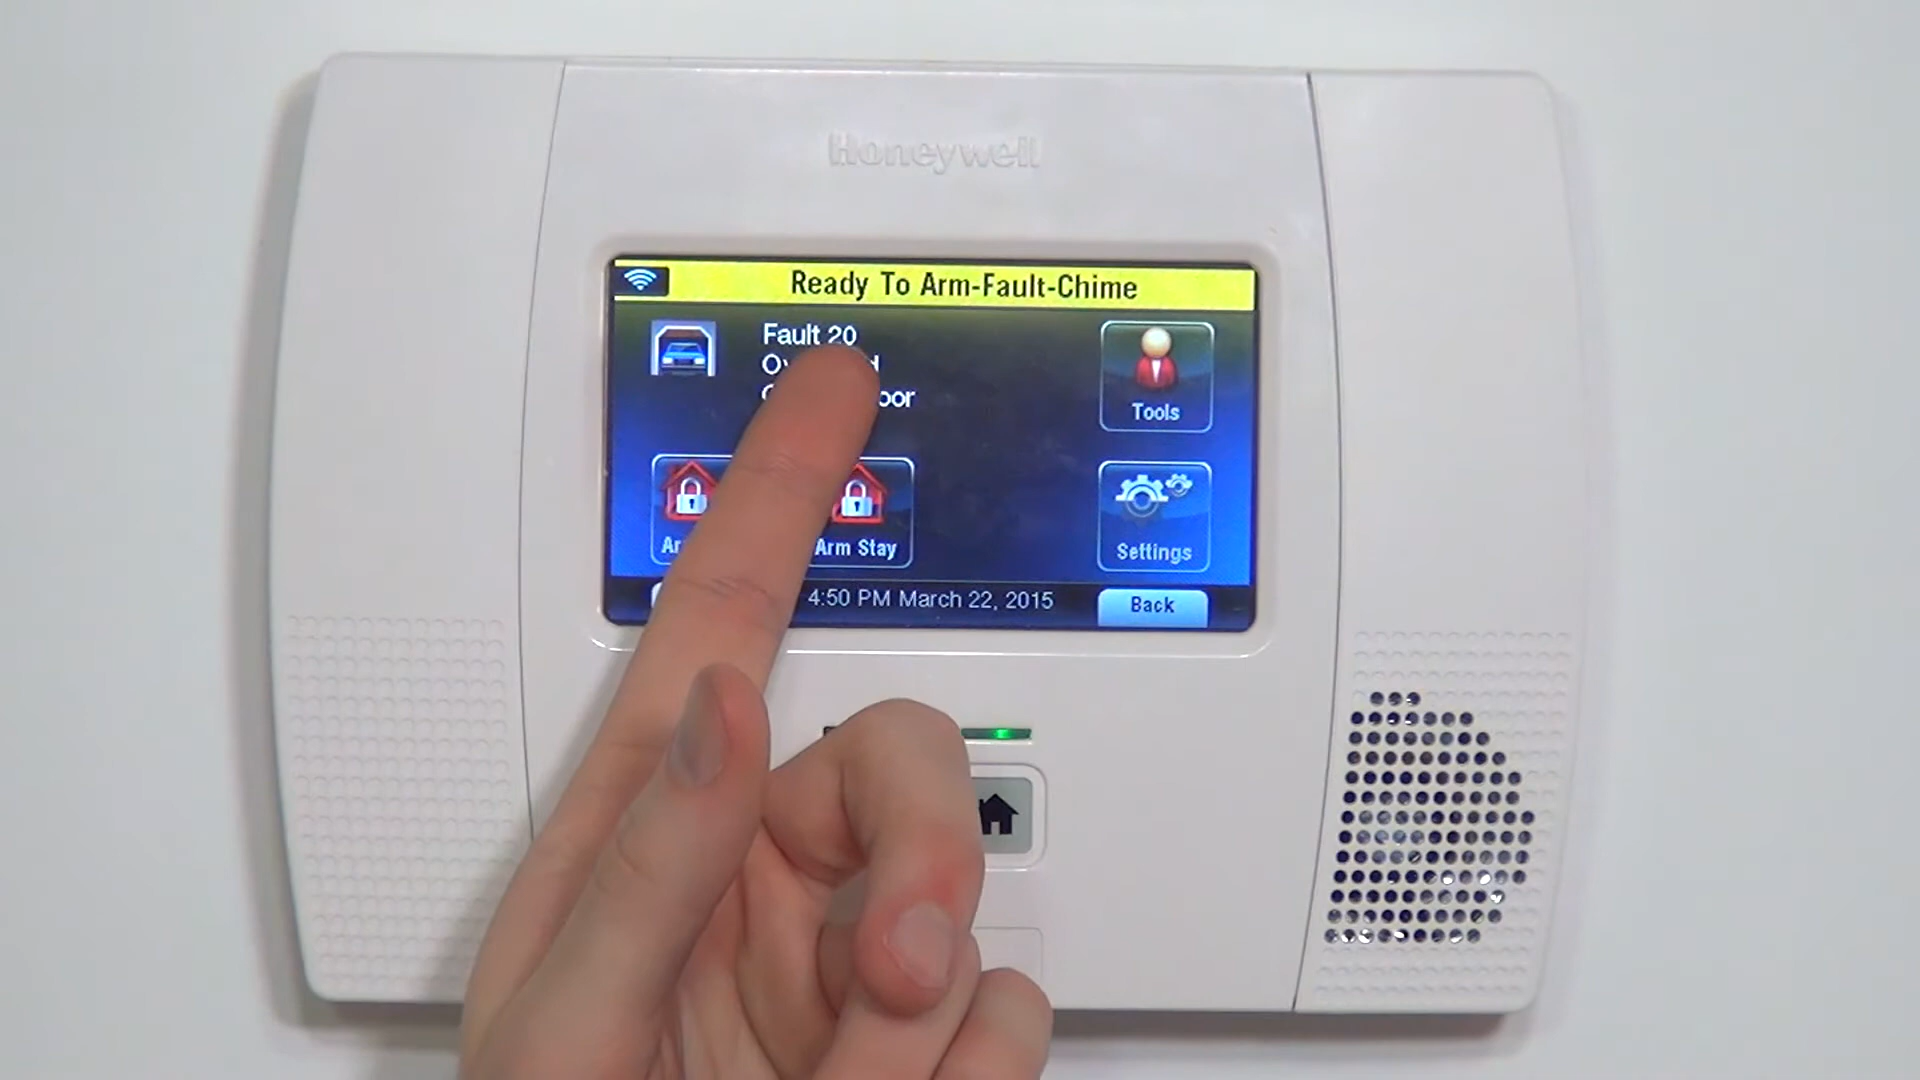 Honeywell
Ready To Arm-Fault-Chime
Fault 20
Tools
Arm Stay
Settings
4:50 PM March 22, 2015
Back